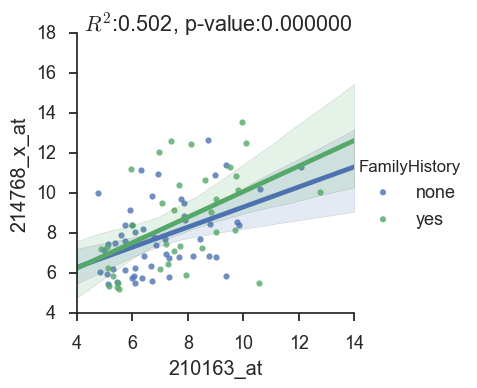 R²:0.502, p-value:0.000000
18
16
14
12
10
8
6
4
214768_x_at
4 6 8 10 12 14
210163_at
FamilyHistory
none
yes